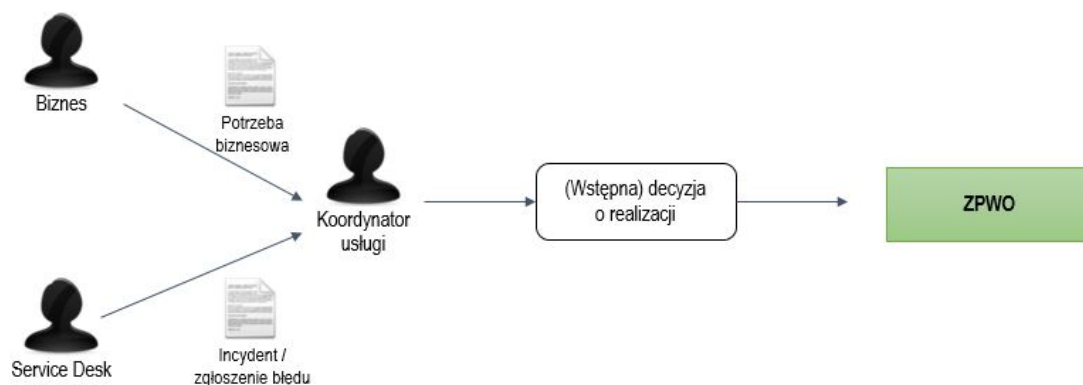 Biznes
Potrzeba
biznesowa
Koordynator
usługi
(Wstępna) decyzja
o realizacji
ZPWO
Service Desk
Incydent /
zgłoszenie błędu